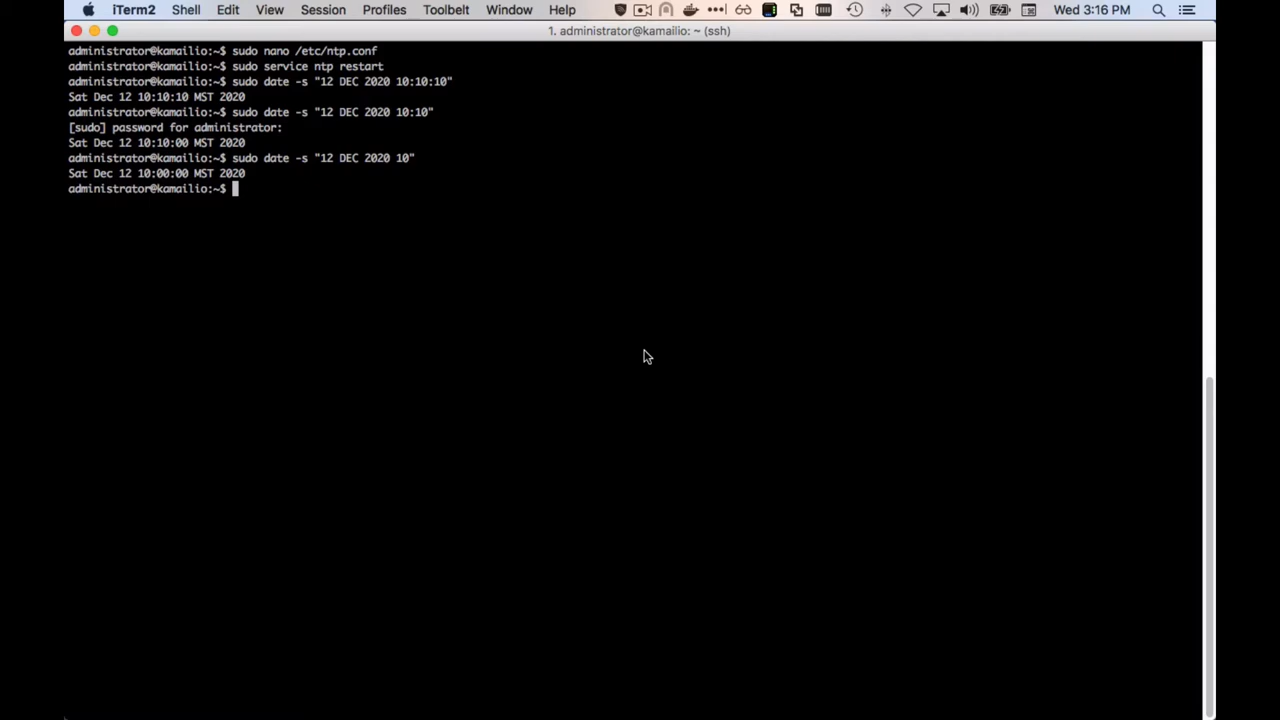 iTerm2 Shell Edit View Session Profiles Toolbelt Window Help Wed 3:16 PM
1. administrator@kamailio: ~ (ssh)
administrator@kamailio:~$ sudo nano /etc/ntp.conf
administrator@kamailio:~$ sudo service ntp restart
administrator@kamailio:~$ sudo date -s "12 DEC 2020 10:10:10"
Sat Dec 12 10:10:10 MST 2020
administrator@kamailio:~$ sudo date -s "12 DEC 2020 10:10"
[sudo] password for administrator:
Sat Dec 12 10:10:00 MST 2020
administrator@kamailio:~$ sudo date -s "12 DEC 2020 10"
Sat Dec 12 10:00:00 MST 2020
administrator@kamailio:~$